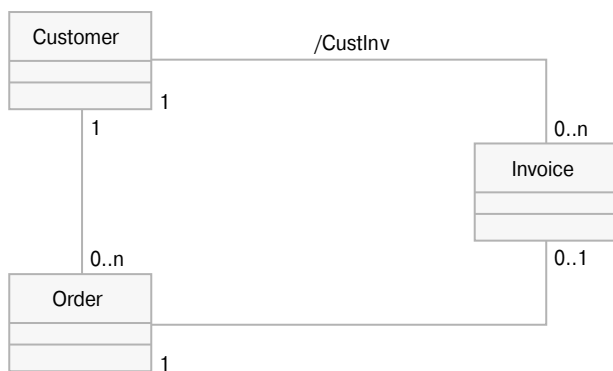 Customer
/CustInv
1
1
0..n
Invoice
0..n
0..1
Order
1